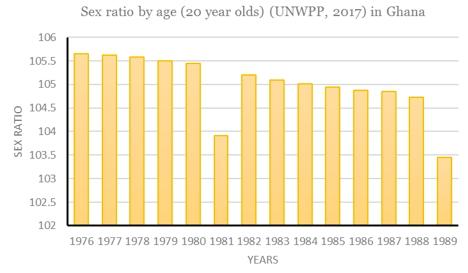 Sex ratio by age (20 year olds) (UNWPP, 2017) in Ghana
106
105.5
105
104.5
104
103.5
103
102.5
102
SEX RATIO
1976 1977 1978 1979 1980 1981 1982 1983 1984 1985 1986 1987 1988 1989
YEARS